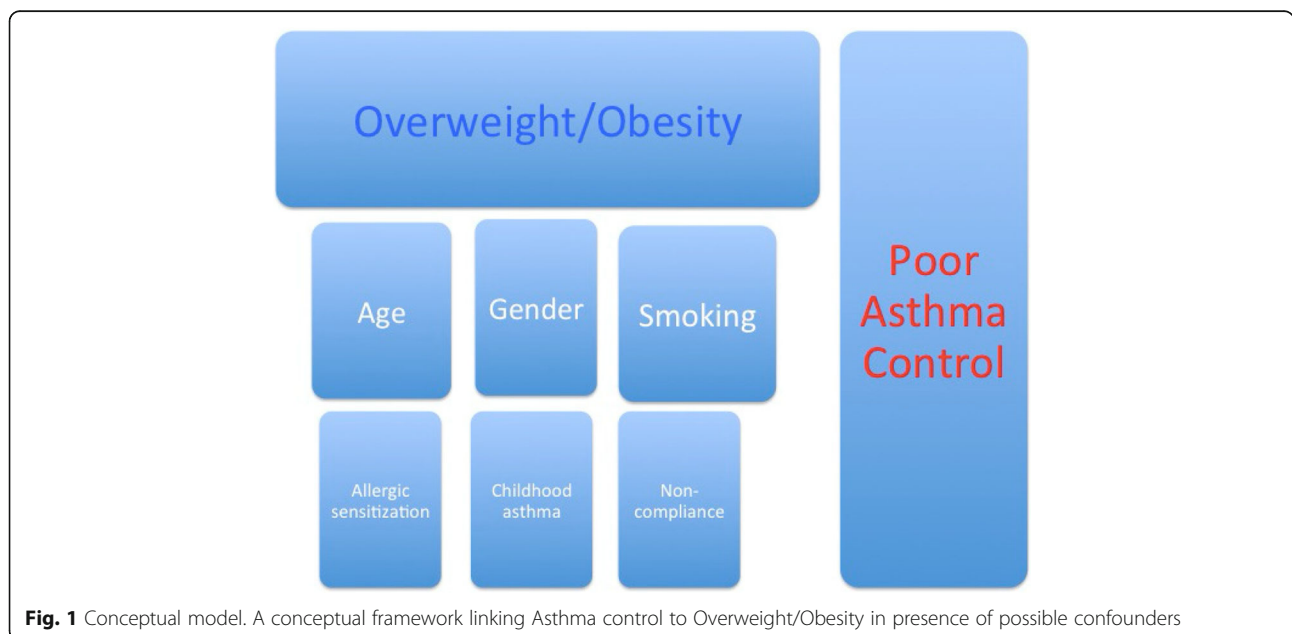 Overweight/Obesity
Poor
Asthma
Control
Age
Gender
Smoking
Allergic
sensitization
Childhood
asthma
Non-
compliance
Fig. 1 Conceptual model. A conceptual framework linking Asthma control to Overweight/Obesity in presence of possible confounders